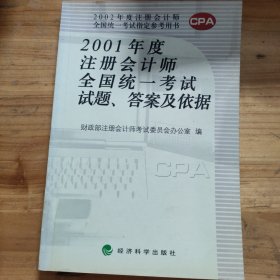 2002年度注册会计师
全国统一考试指定参考用书
CPA
2001年度
注册会计师
全国统一考试
试题、答案及依据
财政部注册会计师考试委员会办公室 编
CPA
经济科学出版社